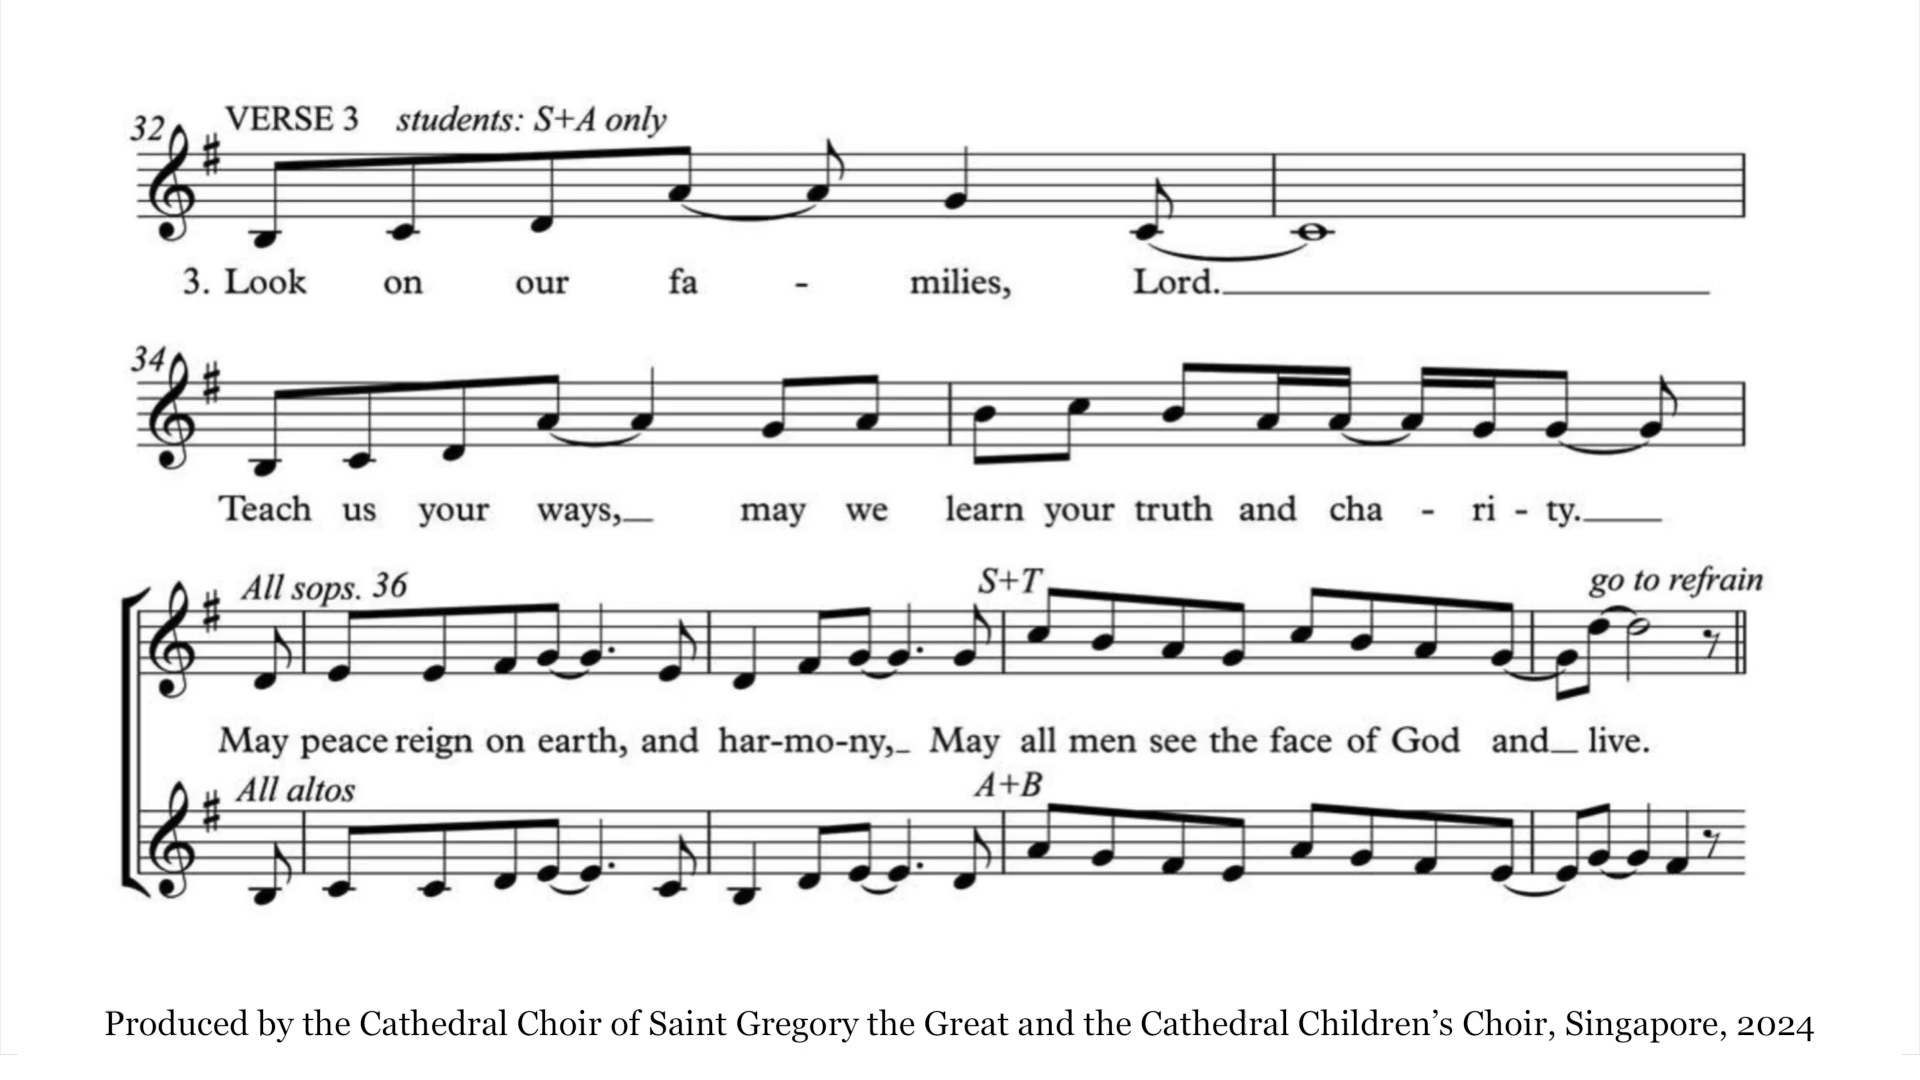 32 VERSE 3 students: S+A only
3. Look on our fa - milies, Lord.
34
Teach us your ways, may we learn your truth and cha - ri - ty.
All sops. 36 S+T go to refrain
May peace reign on earth, and har-mo-ny, May all men see the face of God and live.
All altos A+B
Produced by the Cathedral Choir of Saint Gregory the Great and the Cathedral Children’s Choir, Singapore, 2024